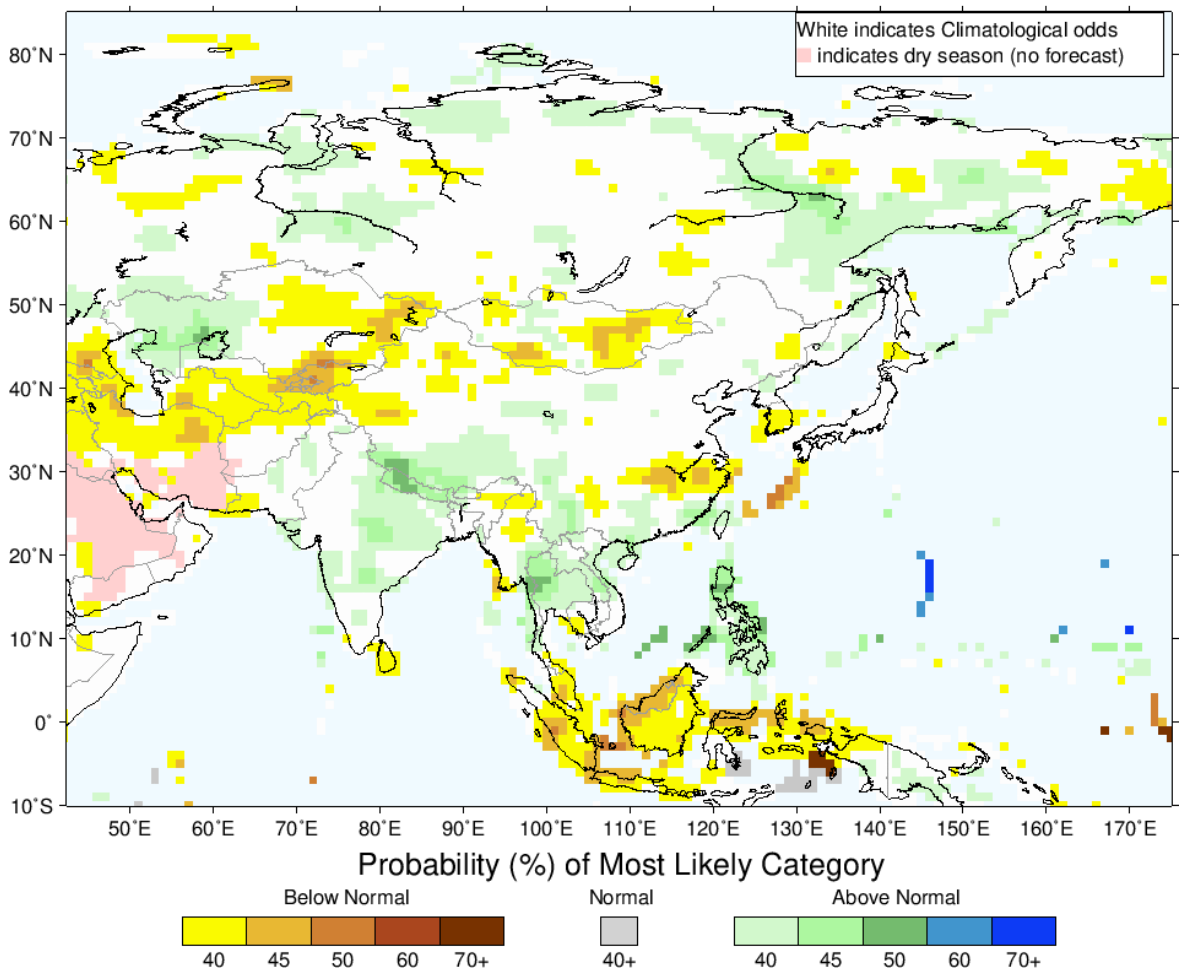 White indicates Climatological odds
indicates dry season (no forecast)
80°N
70°N
60°N
50°N
40°N
30°N
20°N
10°N
0°
10°S
50°E 60°E 70°E 80°E 90°E 100°E 110°E 120°E 130°E 140°E 150°E 160°E 170°E
Probability (%) of Most Likely Category
Below Normal Normal Above Normal
40 45 50 60 70+ 40+ 40 45 50 60 70+